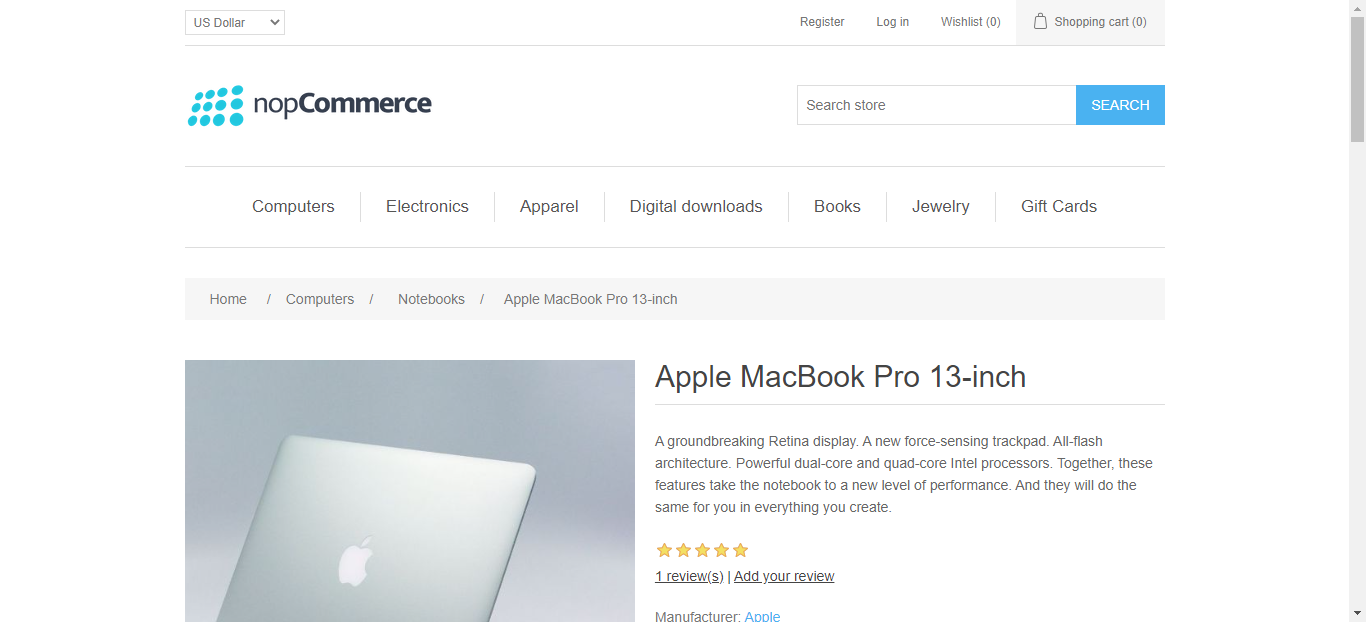 US Dollar
Register
Log in
Wishlist (0)
Shopping cart (0)
nopCommerce
Search store
SEARCH
Computers
Electronics
Apparel
Digital downloads
Books
Jewelry
Gift Cards
Home / Computers / Notebooks / Apple MacBook Pro 13-inch
Apple MacBook Pro 13-inch
A groundbreaking Retina display. A new force-sensing trackpad. All-flash
architecture. Powerful dual-core and quad-core Intel processors. Together, these
features take the notebook to a new level of performance. And they will do the
same for you in everything you create.
1 review(s) | Add your review
Manufacturer: Apple